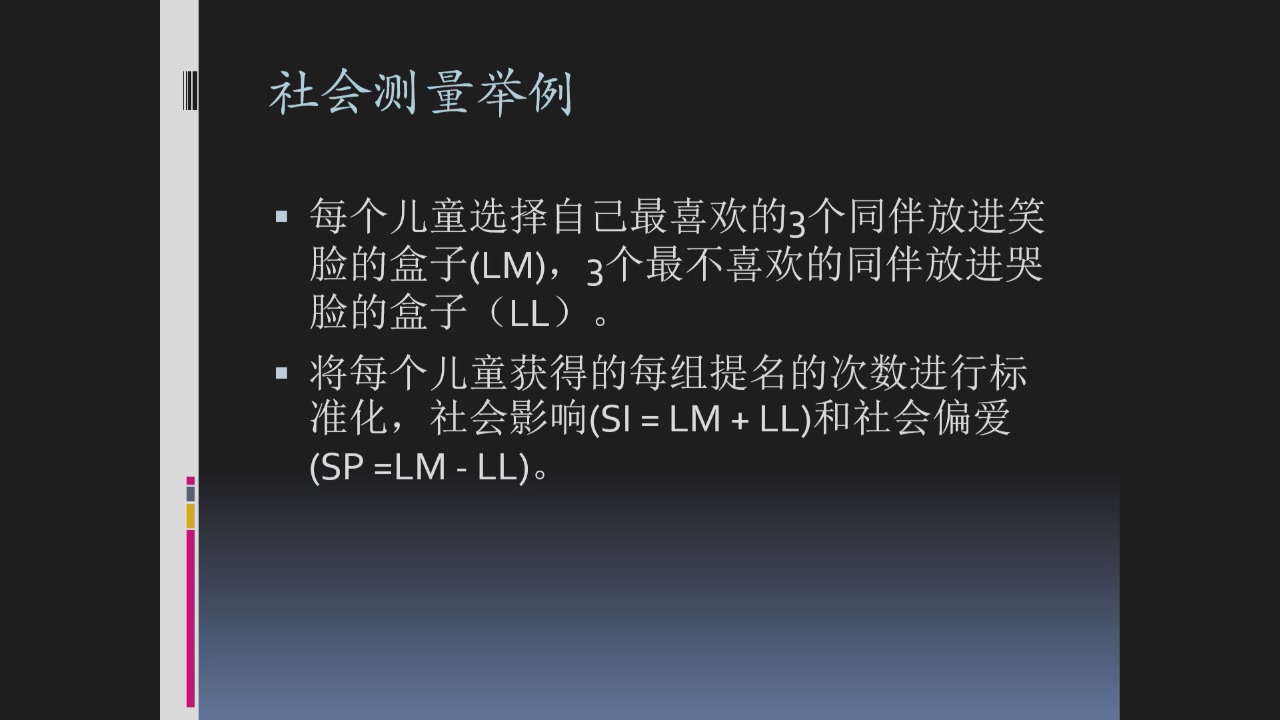 社会测量举例
每个儿童选择自己最喜欢的3个同伴放进笑
脸的盒子(LM)，3个最不喜欢的同伴放进哭
脸的盒子（LL）。
将每个儿童获得的每组提名的次数进行标
准化，社会影响(SI = LM + LL)和社会偏爱
(SP =LM - LL)。